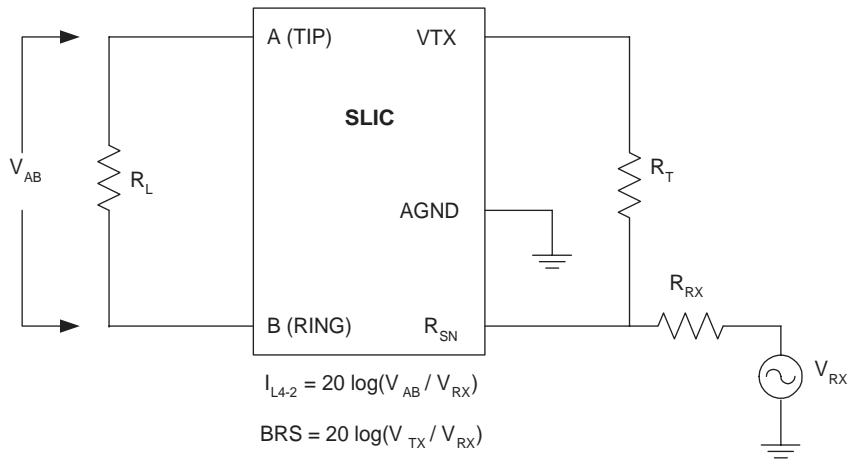 A (TIP)
VTX
SLIC
V_AB
R_L
R_T
AGND
R_RX
B (RING)
R_SN
V_RX
I_L4-2 = 20 log(V_AB / V_RX)
BRS = 20 log(V_TX / V_RX)